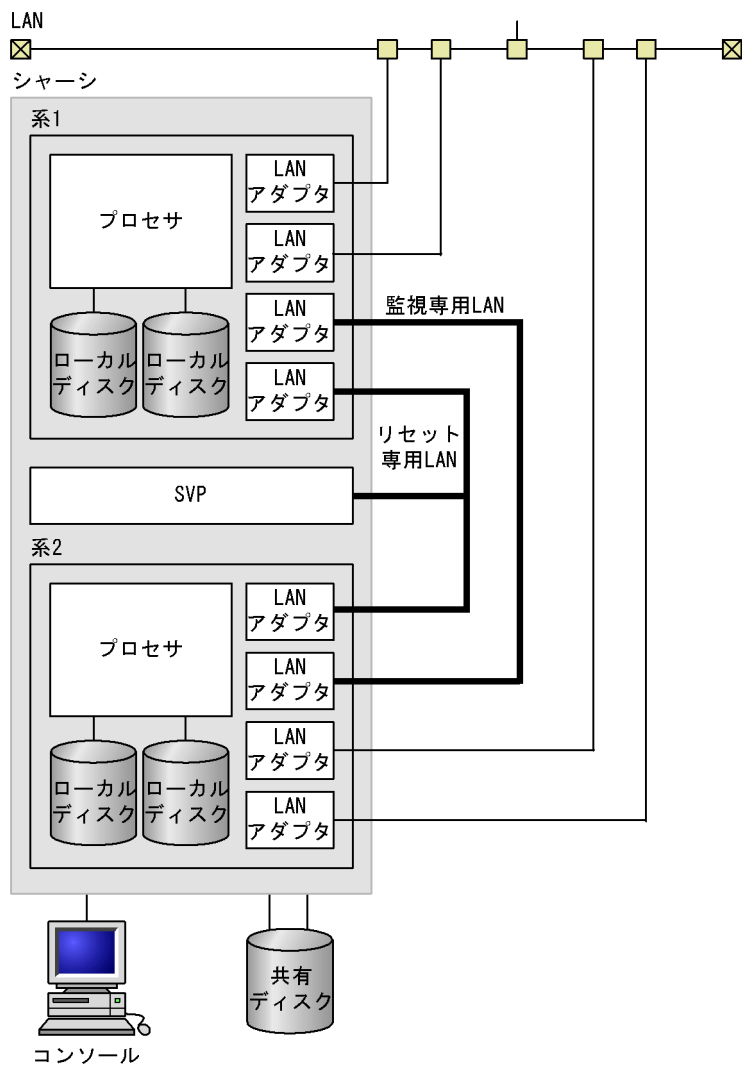 LAN
シャーシ
系1
プロセサ
LAN
アダプタ
LAN
アダプタ
LAN
アダプタ
LAN
アダプタ
ローカル
ディスク
ローカル
ディスク
監視専用LAN
リセット
専用LAN
SVP
系2
プロセサ
LAN
アダプタ
LAN
アダプタ
LAN
アダプタ
LAN
アダプタ
ローカル
ディスク
ローカル
ディスク
共有
ディスク
コンソール